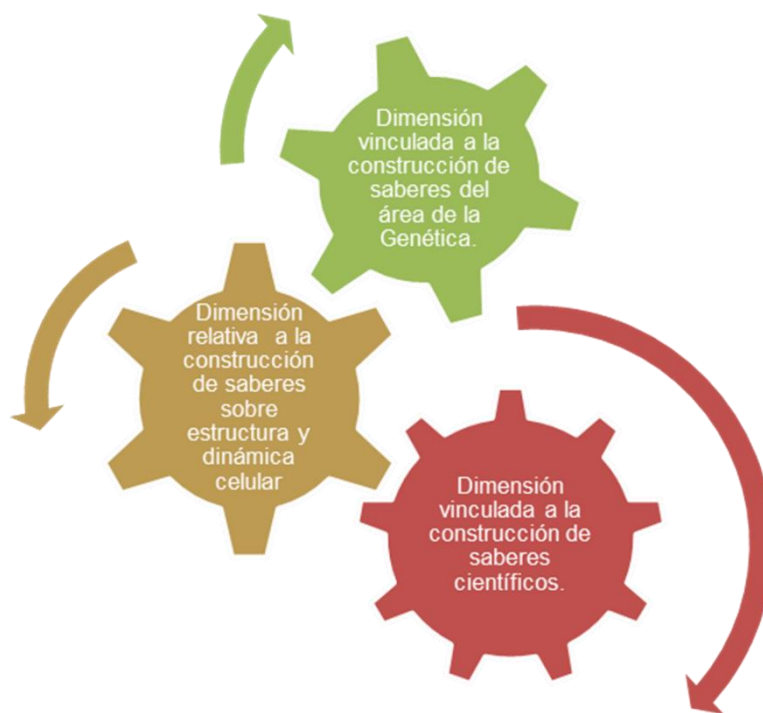 Dimensión
vinculada a la
construcción de
saberes del
área de la
Genética.
Dimensión
relativa a la
construcción
de saberes
sobre
estructura y
dinámica
celular
Dimensión
vinculada a la
construcción de
saberes
científicos.